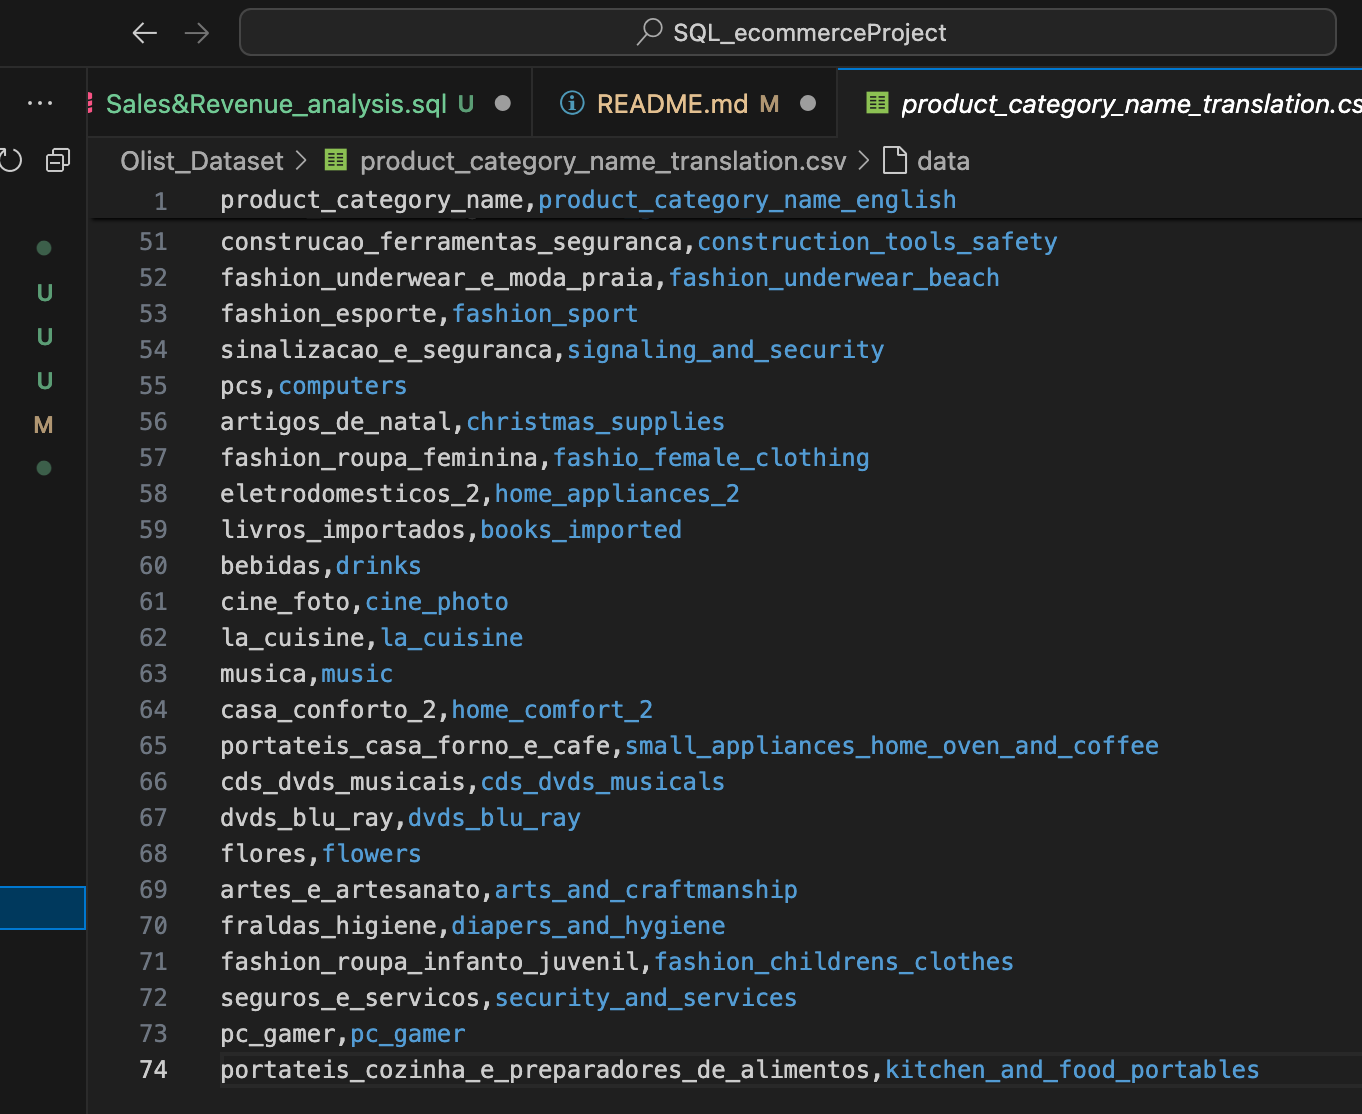 SQL_ecommerceProject
Sales&Revenue_analysis.sql U
README.md M
product_category_name_translation.cs
Olist_Dataset > product_category_name_translation.csv > data
1 product_category_name,product_category_name_english
51 construcao_ferramentas_seguranca,construction_tools_safety
52 fashion_underwear_e_moda_praia,fashion_underwear_beach
53 fashion_esporte,fashion_sport
54 sinalizacao_e_seguranca,signaling_and_security
55 pcs,computers
56 artigos_de_natal,christmas_supplies
57 fashion_roupa_feminina,fashio_female_clothing
58 eletrodomesticos_2,home_appliances_2
59 livros_importados,books_imported
60 bebidas,drinks
61 cine_foto,cine_photo
62 la_cuisine,la_cuisine
63 musica,music
64 casa_conforto_2,home_comfort_2
65 portateis_casa_forno_e_cafe,small_appliances_home_oven_and_coffee
66 cds_dvds_musicais,cds_dvds_musicals
67 dvds_blu_ray,dvds_blu_ray
68 flores,flowers
69 artes_e_artesanato,arts_and_craftmanship
70 fraldas_higiene,diapers_and_hygiene
71 fashion_roupa_infanto_juvenil,fashion_childrens_clothes
72 seguros_e_servicos,security_and_services
73 pc_gamer,pc_gamer
74 portateis_cozinha_e_preparadores_de_alimentos,kitchen_and_food_portables
U
U
U
M